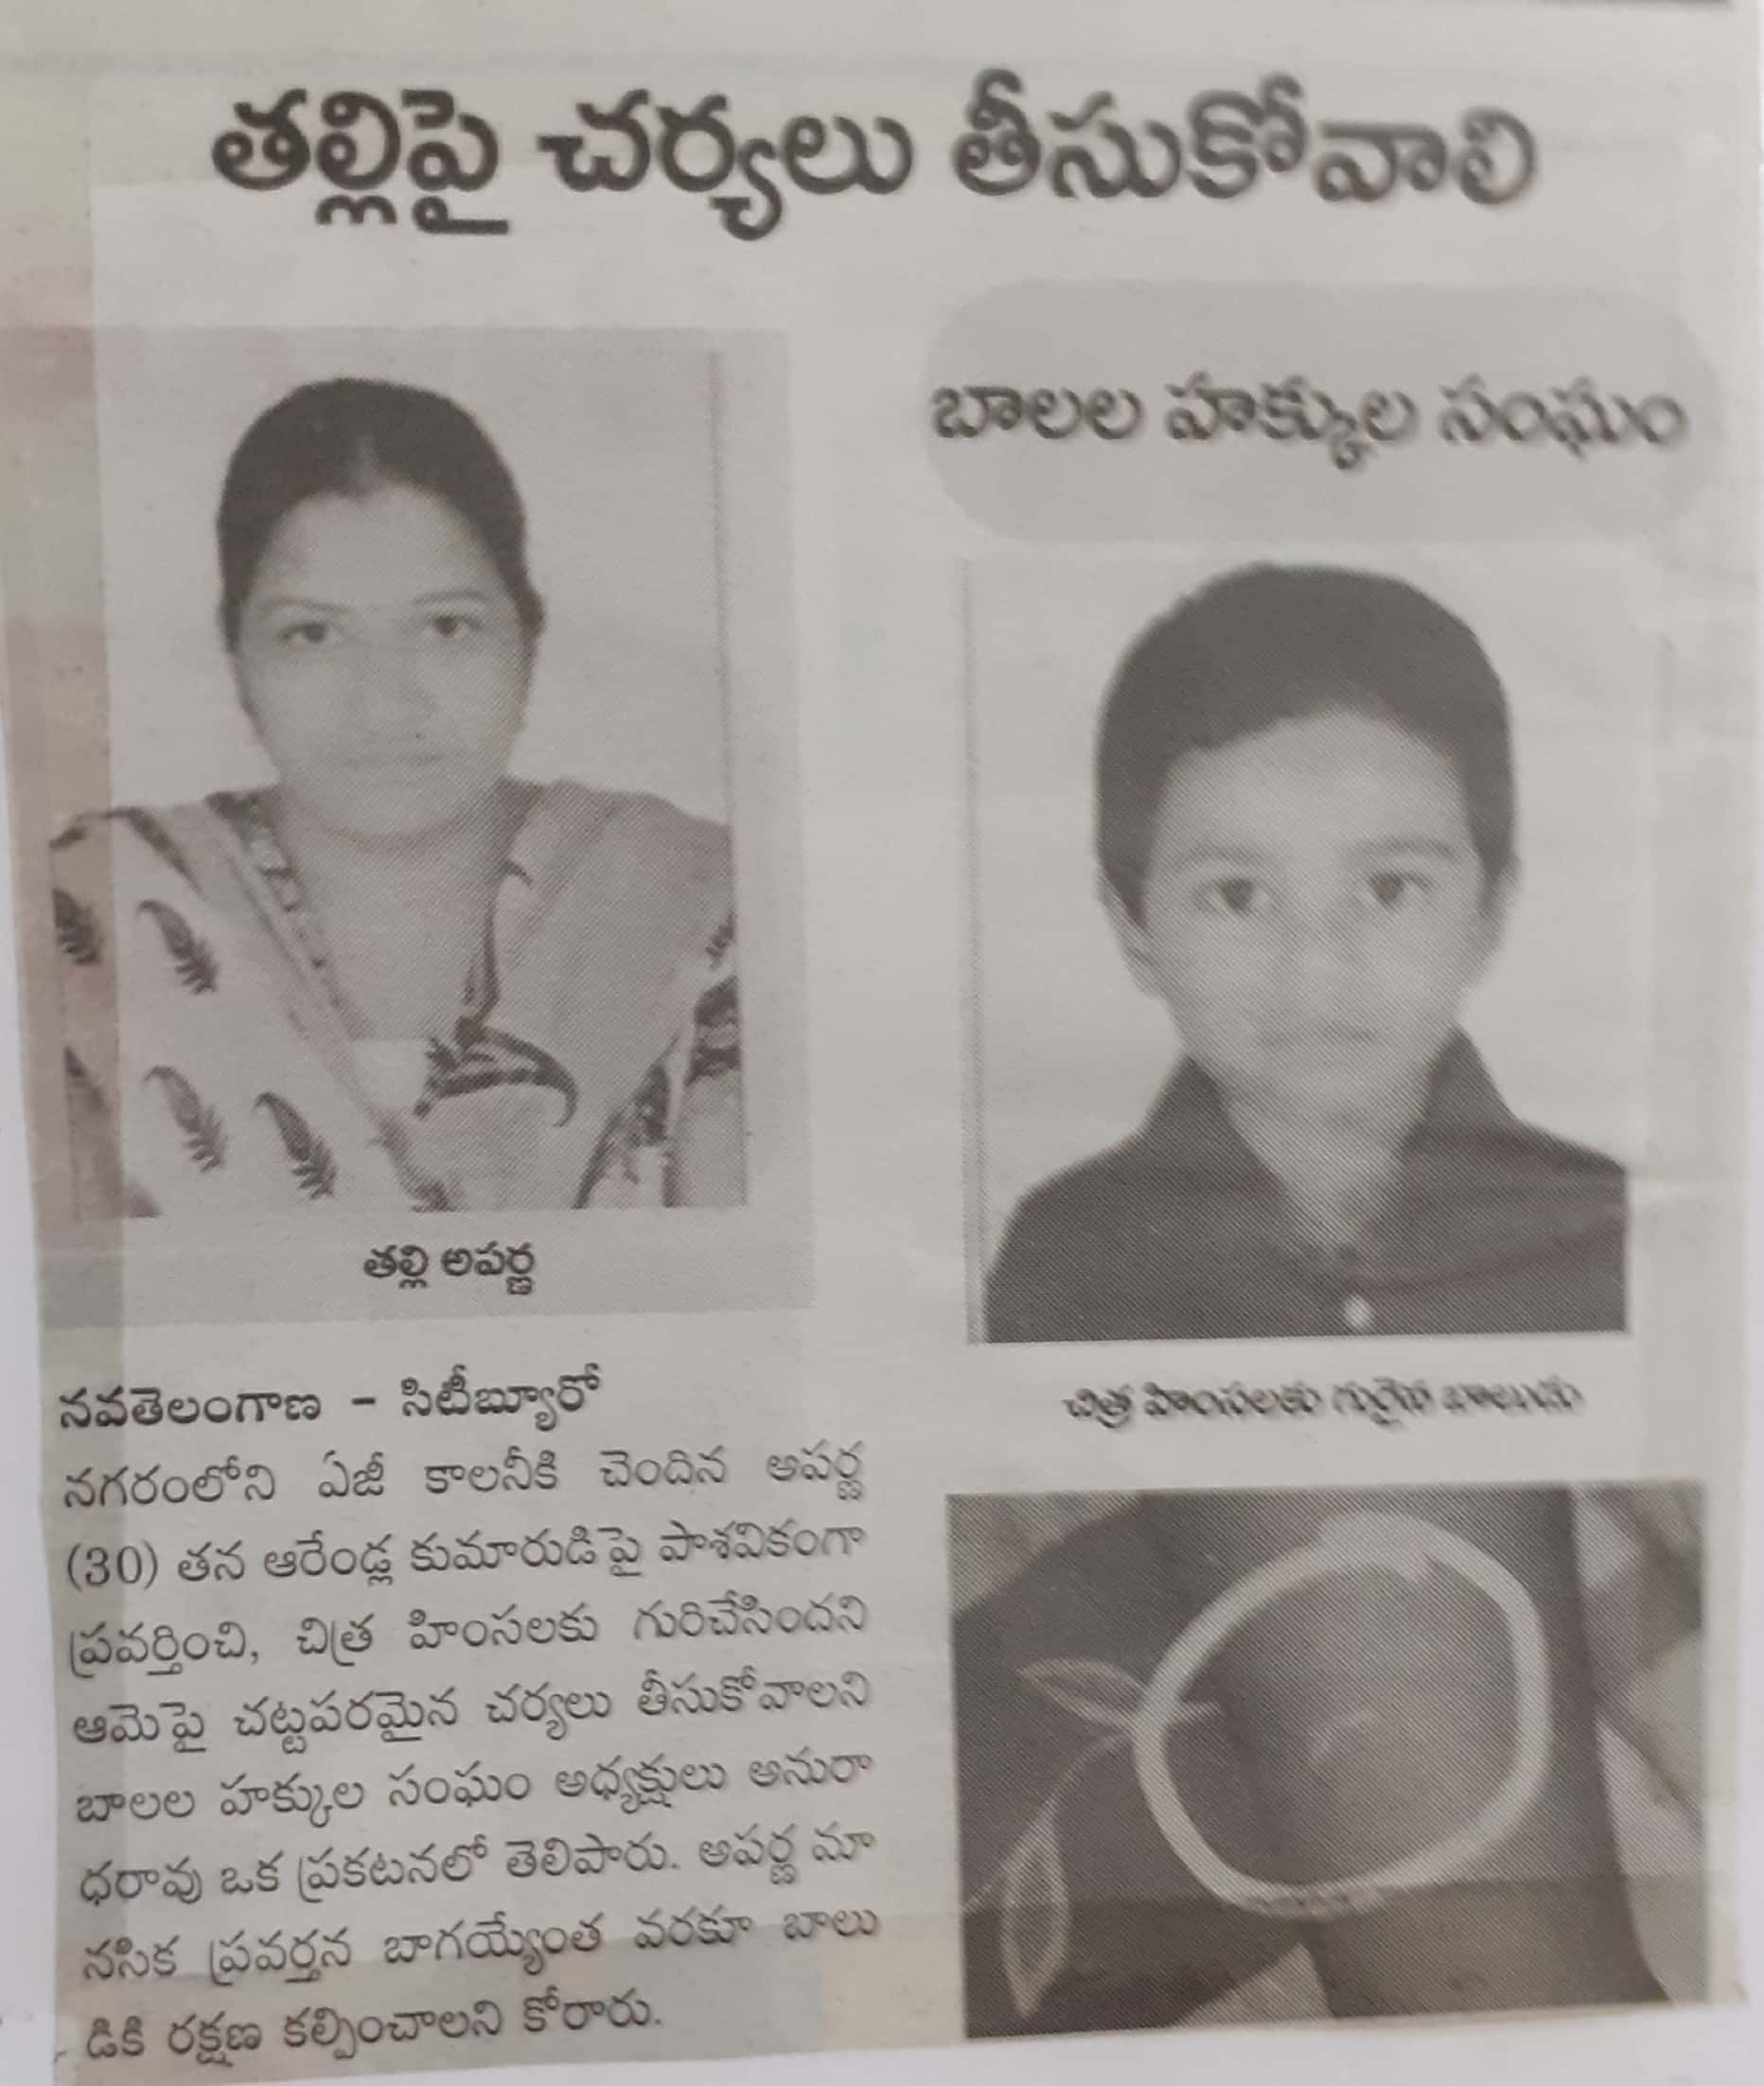 తల్లిపై చర్యలు తీసుకోవాలి
బాలల హక్కుల సంఘం
తల్లి అపర్ణ
చిత్ర హింసలకు గురైన బాలుడు
నవతెలంగాణ - సిటీబ్యూరో
నగరంలోని ఏజీ కాలనీకి చెందిన అపర్ణ
(30) తన ఆరేండ్ల కుమారుడిపై పాశవికంగా
ప్రవర్తించి, చిత్ర హింసలకు గురిచేసిందని
ఆమెపై చట్టపరమైన చర్యలు తీసుకోవాలని
బాలల హక్కుల సంఘం అధ్యక్షులు అనురా
ధరావు ఒక ప్రకటనలో తెలిపారు. అపర్ణ మా
నసిక ప్రవర్తన బాగయ్యేంత వరకూ బాలు
డికి రక్షణ కల్పించాలని కోరారు.